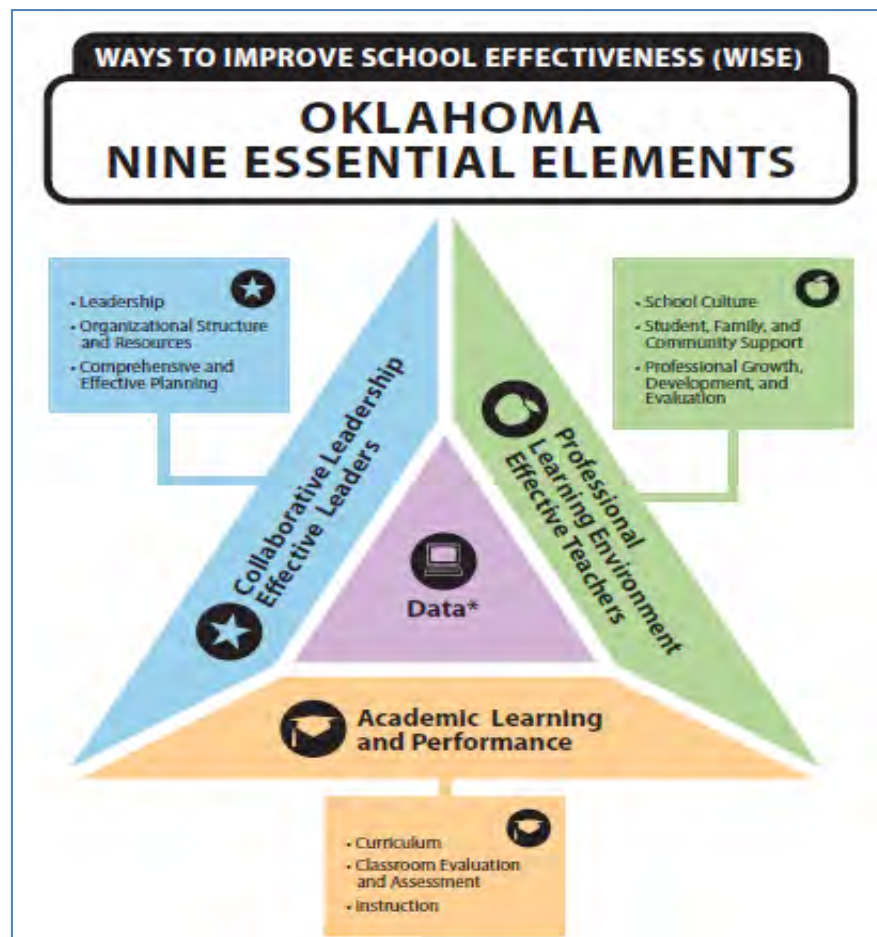 WAYS TO IMPROVE SCHOOL EFFECTIVENESS (WISE)
OKLAHOMA
NINE ESSENTIAL ELEMENTS
• Leadership
• Organizational Structure
and Resources
• Comprehensive and
Effective Planning
• School Culture
• Student, Family, and
Community Support
• Professional Growth,
Development, and
Evaluation
Collaborative Leadership
Effective Leaders
Professional
Learning Environment
Effective Teachers
Data*
Academic Learning
and Performance
• Curriculum
• Classroom Evaluation
and Assessment
• Instruction